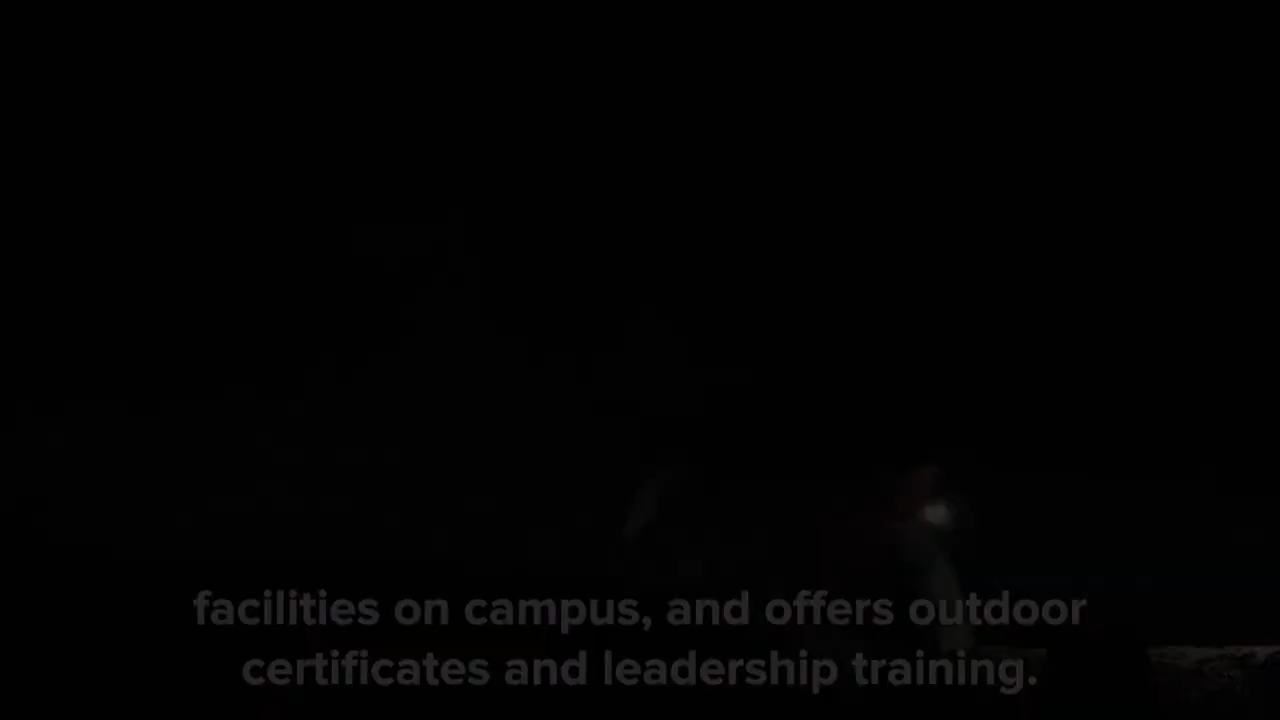 facilities on campus, and offers outdoor
certificates and leadership training.